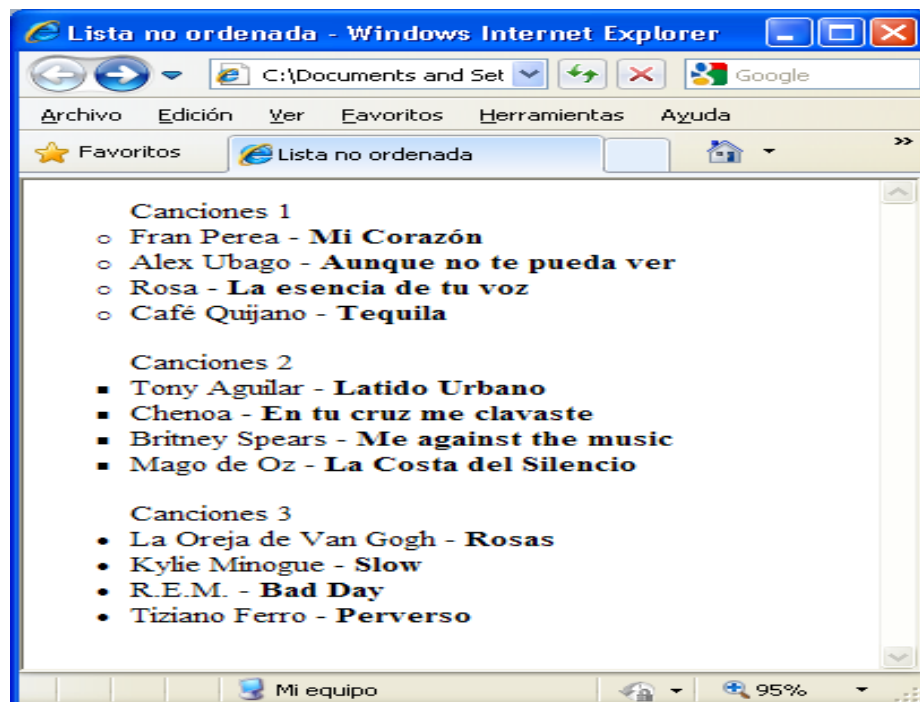 Lista no ordenada - Windows Internet Explorer
C:\Documents and Set
Google
Archivo Edición Ver Favoritos Herramientas Ayuda
Favoritos
Lista no ordenada
»
Canciones 1
Fran Perea - Mi Corazón
Alex Ubago - Aunque no te pueda ver
Rosa - La esencia de tu voz
Café Quijano - Tequila
Canciones 2
Tony Aguilar - Latido Urbano
Chenoa - En tu cruz me clavaste
Britney Spears - Me against the music
Mago de Oz - La Costa del Silencio
Canciones 3
La Oreja de Van Gogh - Rosas
Kylie Minogue - Slow
R.E.M. - Bad Day
Tiziano Ferro - Perverso
Mi equipo
95%